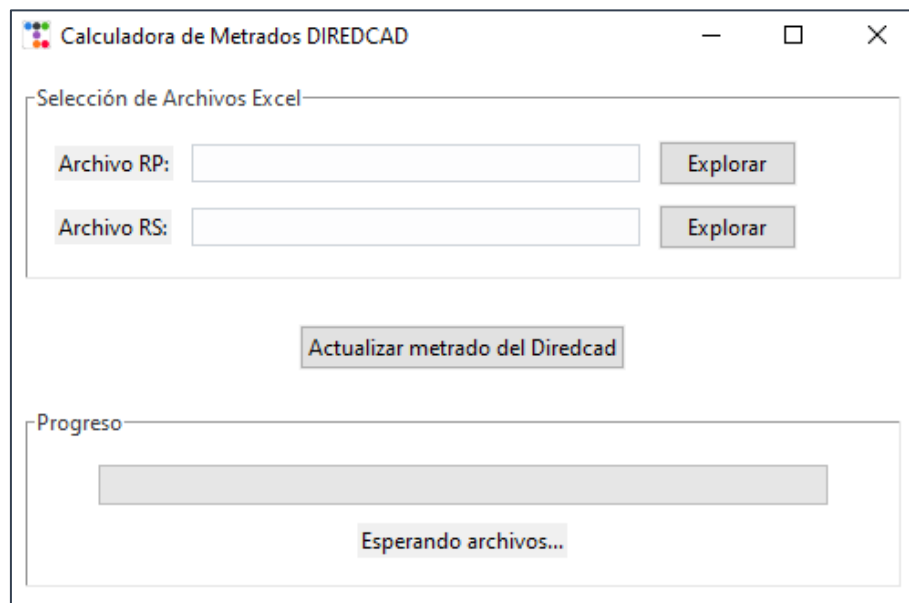 Calculadora de Metrados DIREDCAD
Selección de Archivos Excel
Archivo RP: Explorar
Archivo RS: Explorar
Actualizar metrado del Diredcad
Progreso
Esperando archivos...